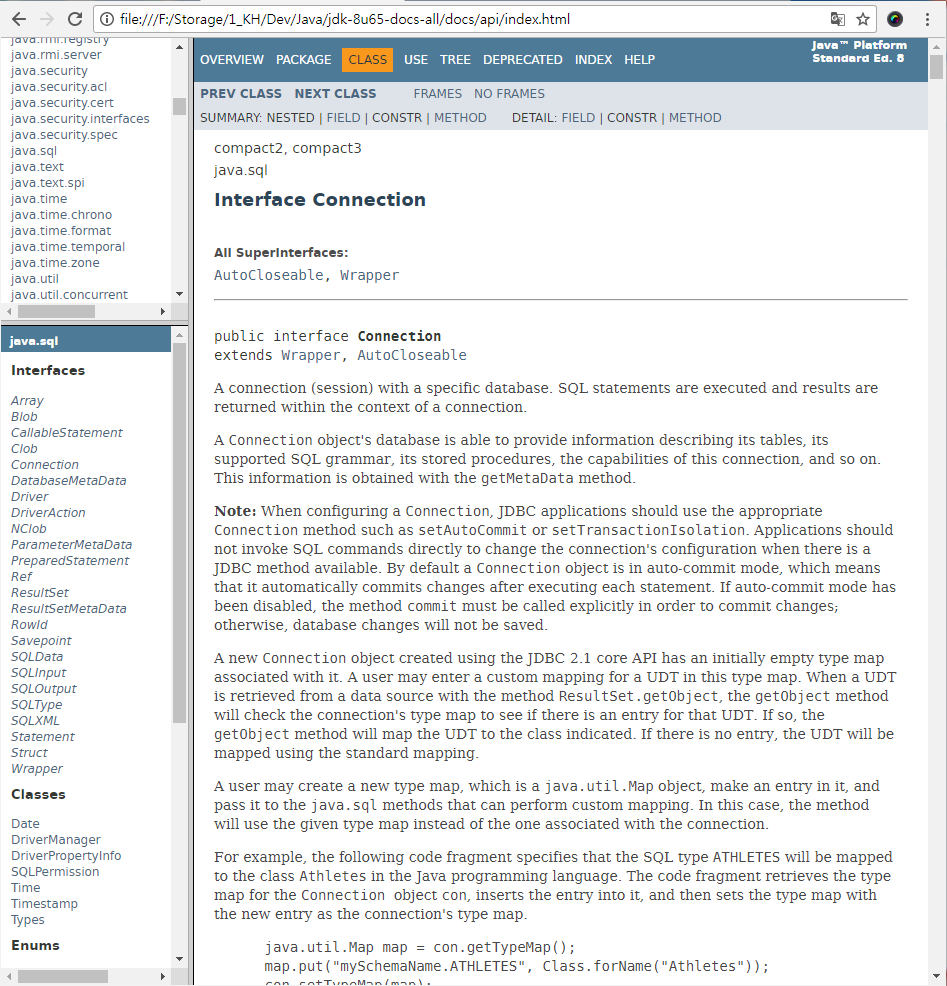 file:///F:/Storage/1_KH/Dev/Java/jdk-8u65-docs-all/docs/api/index.html
java.rmi.registry
java.rmi.server
java.security
java.security.acl
java.security.cert
java.security.interfaces
java.security.spec
java.sql
java.text
java.text.spi
java.time
java.time.chrono
java.time.format
java.time.temporal
java.time.zone
java.util
java.util.concurrent
java.sql
Interfaces
Array
Blob
CallableStatement
Clob
Connection
DatabaseMetaData
Driver
DriverAction
NClob
ParameterMetaData
PreparedStatement
Ref
ResultSet
ResultSetMetaData
RowId
Savepoint
SQLData
SQLInput
SQLOutput
SQLType
SQLXML
Statement
Struct
Wrapper
Classes
Date
DriverManager
DriverPropertyInfo
SQLPermission
Time
Timestamp
Types
Enums
OVERVIEW PACKAGE CLASS USE TREE DEPRECATED INDEX HELP
Java™ Platform
Standard Ed. 8
PREV CLASS NEXT CLASS FRAMES NO FRAMES
SUMMARY: NESTED | FIELD | CONSTR | METHOD DETAIL: FIELD | CONSTR | METHOD
compact2, compact3
java.sql
Interface Connection
All Superinterfaces:
AutoCloseable, Wrapper
public interface Connection
extends Wrapper, AutoCloseable
A connection (session) with a specific database. SQL statements are executed and results are
returned within the context of a connection.
A Connection object's database is able to provide information describing its tables, its
supported SQL grammar, its stored procedures, the capabilities of this connection, and so on.
This information is obtained with the getMetaData method.
Note: When configuring a Connection, JDBC applications should use the appropriate
Connection method such as setAutoCommit or setTransactionIsolation. Applications should
not invoke SQL commands directly to change the connection's configuration when there is a
JDBC method available. By default a Connection object is in auto-commit mode, which means
that it automatically commits changes after executing each statement. If auto-commit mode has
been disabled, the method commit must be called explicitly in order to commit changes;
otherwise, database changes will not be saved.
A new Connection object created using the JDBC 2.1 core API has an initially empty type map
associated with it. A user may enter a custom mapping for a UDT in this type map. When a UDT
is retrieved from a data source with the method ResultSet.getObject, the getObject method
will check the connection's type map to see if there is an entry for that UDT. If so, the
getObject method will map the UDT to the class indicated. If there is no entry, the UDT will be
mapped using the standard mapping.
A user may create a new type map, which is a java.util.Map object, make an entry in it, and
pass it to the java.sql methods that can perform custom mapping. In this case, the method
will use the given type map instead of the one associated with the connection.
For example, the following code fragment specifies that the SQL type ATHLETES will be mapped
to the class Athletes in the Java programming language. The code fragment retrieves the type
map for the Connection object con, inserts the entry into it, and then sets the type map with
the new entry as the connection's type map.
java.util.Map map = con.getTypeMap();
map.put("mySchemaName.ATHLETES", Class.forName("Athletes"));
con.setTypeMap(map);